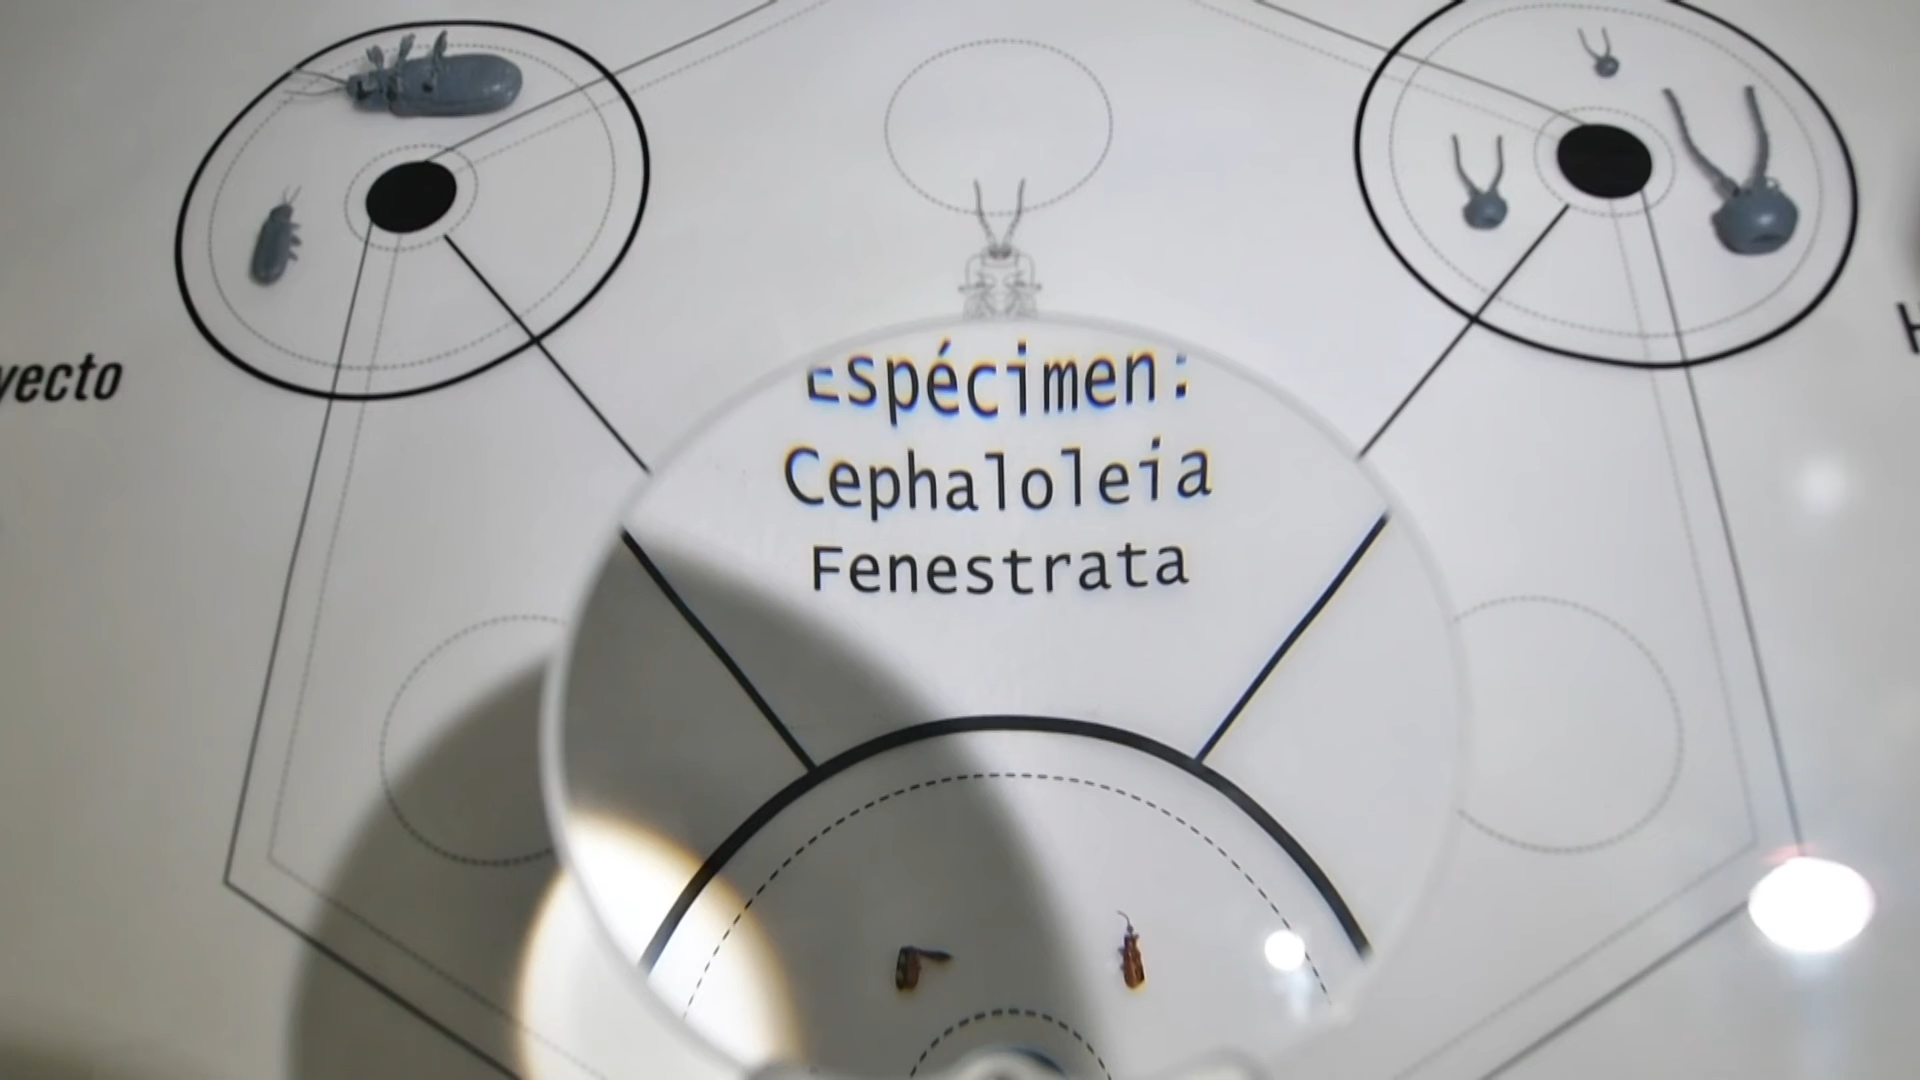 yecto
Espécimen:
Cephaloleia
Fenestrata
H